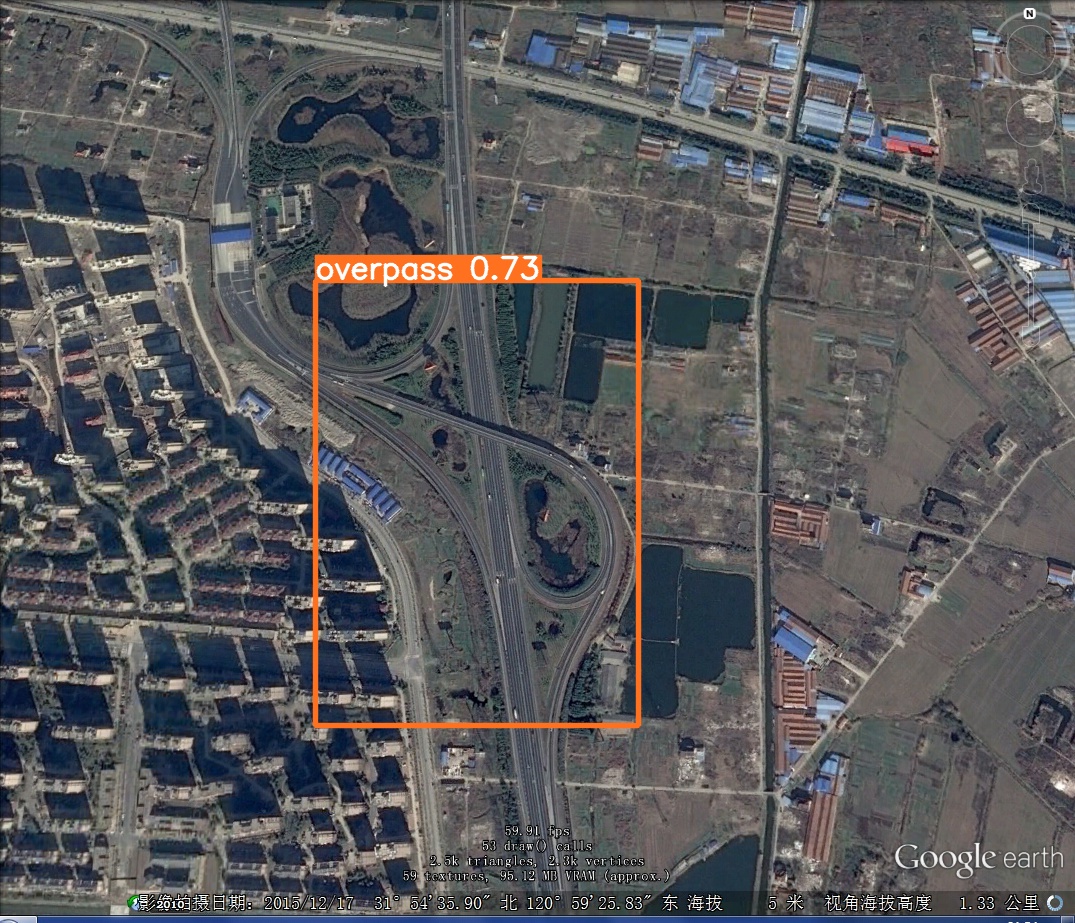 N
overpass 0.73
59.91 fps
53 draw() calls
2.5k triangles, 2.3k vertices
59 textures, 95.12 MB VRAM (approx.)
Google earth
影像拍摄日期: 2015/12/17 31° 54'35.90" 北 120° 59'25.83" 东 海拔 5 米 视角海拔高度 1.33 公里